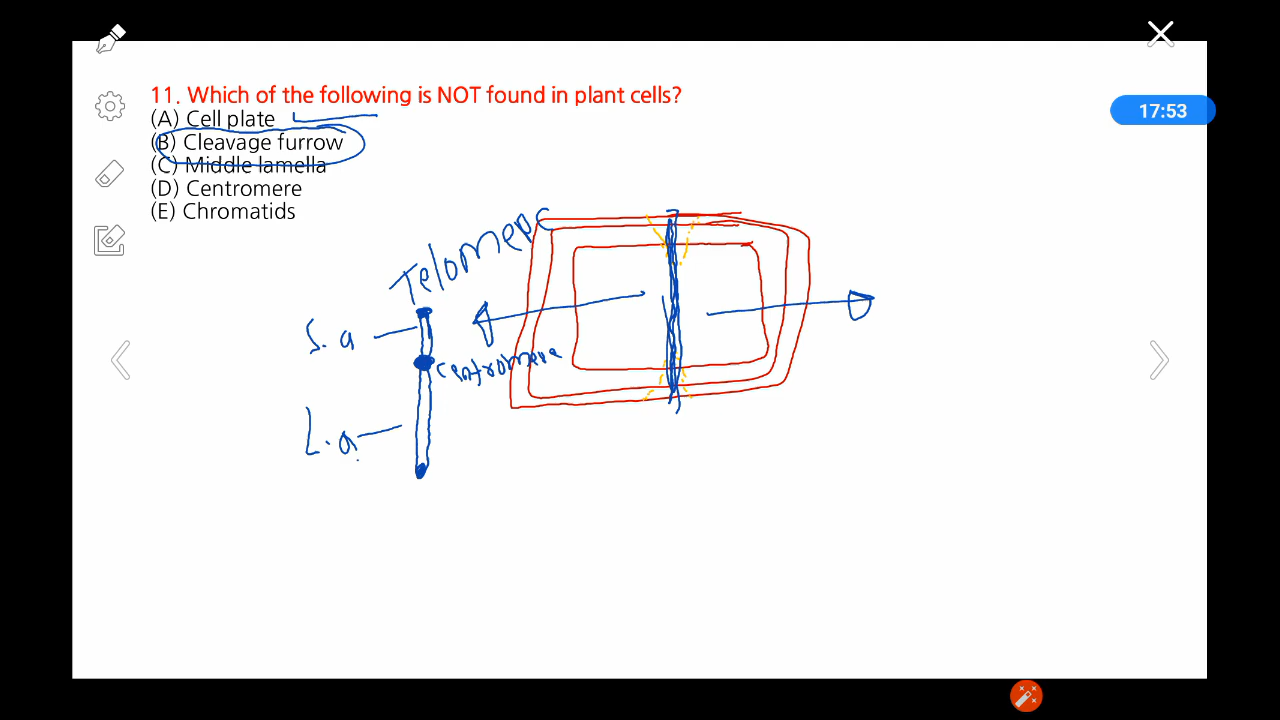 11. Which of the following is NOT found in plant cells?
(A) Cell plate
17:53
(B) Cleavage furrow
(C) Middle lamella
(D) Centromere
(E) Chromatids
Telomere
S. a
Centromere
L. a